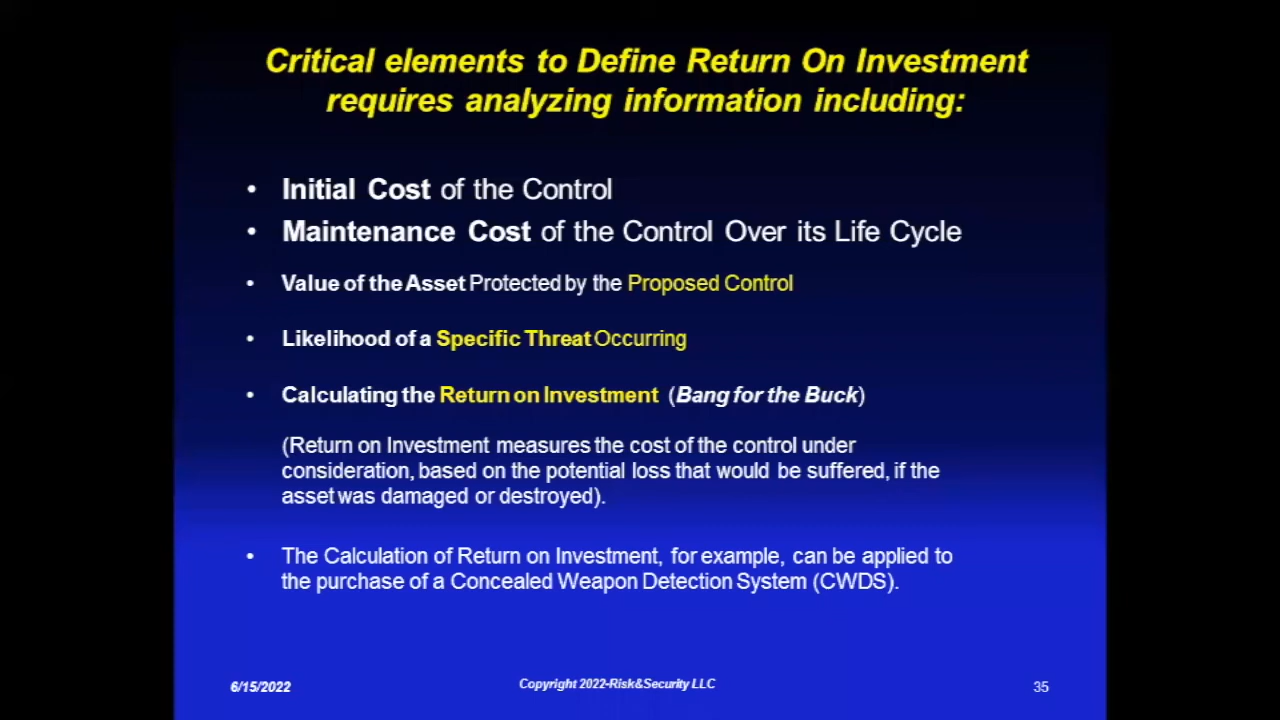 Critical elements to Define Return On Investment
requires analyzing information including:
• Initial Cost of the Control
• Maintenance Cost of the Control Over its Life Cycle
• Value of the Asset Protected by the Proposed Control
• Likelihood of a Specific Threat Occurring
• Calculating the Return on Investment (Bang for the Buck)
(Return on Investment measures the cost of the control under
consideration, based on the potential loss that would be suffered, if the
asset was damaged or destroyed).
• The Calculation of Return on Investment, for example, can be applied to
the purchase of a Concealed Weapon Detection System (CWDS).
6/15/2022
Copyright 2022-Risk&Security LLC
35